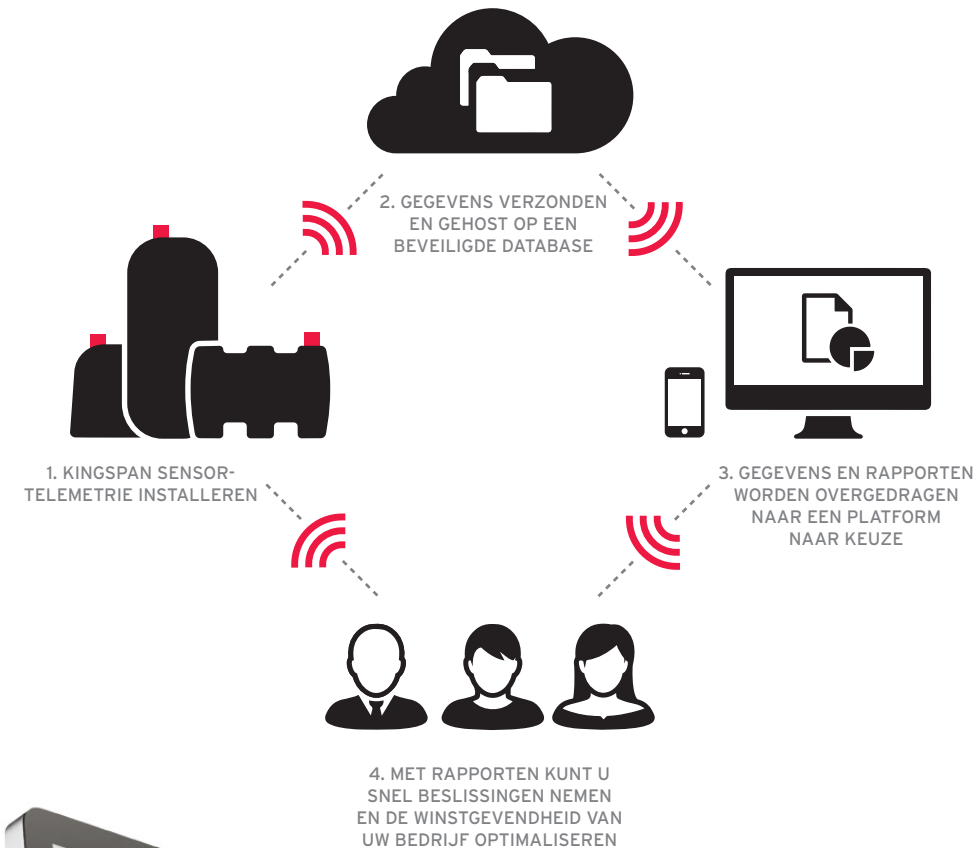 2. GEGEVENS VERZONDEN
EN GEHOST OP EEN
BEVEILIGDE DATABASE
1. KINGSPAN SENSOR-
TELEMETRIE INSTALLEREN
3. GEGEVENS EN RAPPORTEN
WORDEN OVERGEDRAGEN
NAAR EEN PLATFORM
NAAR KEUZE
4. MET RAPPORTEN KUNT U
SNEL BESLISSINGEN NEMEN
EN DE WINSTGEVENDHEID VAN
UW BEDRIJF OPTIMALISEREN